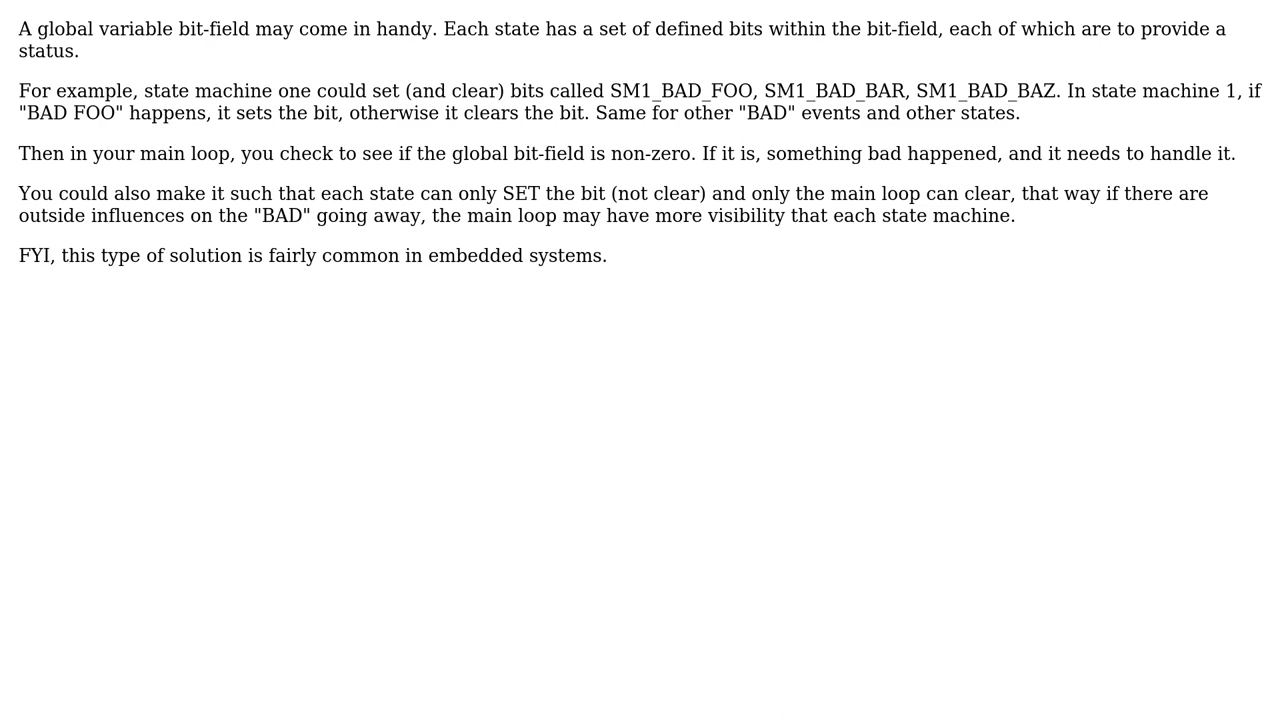 A global variable bit-field may come in handy. Each state has a set of defined bits within the bit-field, each of which are to provide a
status.
For example, state machine one could set (and clear) bits called SM1_BAD_FOO, SM1_BAD_BAR, SM1_BAD_BAZ. In state machine 1, if
"BAD FOO" happens, it sets the bit, otherwise it clears the bit. Same for other "BAD" events and other states.
Then in your main loop, you check to see if the global bit-field is non-zero. If it is, something bad happened, and it needs to handle it.
You could also make it such that each state can only SET the bit (not clear) and only the main loop can clear, that way if there are
outside influences on the "BAD" going away, the main loop may have more visibility that each state machine.
FYI, this type of solution is fairly common in embedded systems.